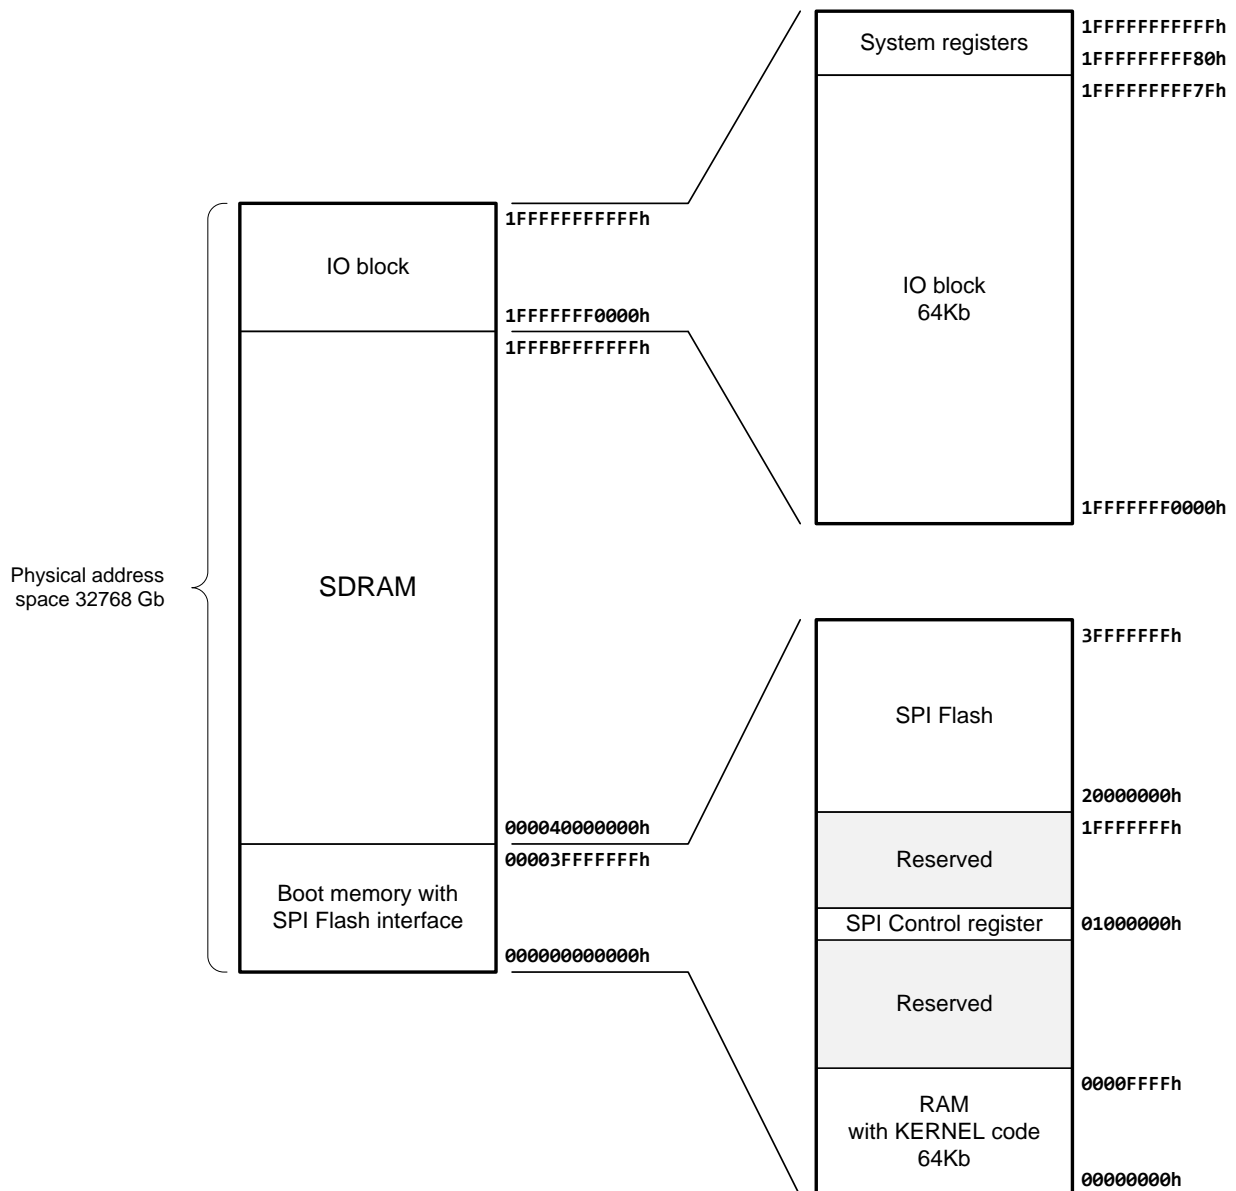 System registers
1FFFFFFFFFFFh
1FFFFFFFFF80h
1FFFFFFFFF7Fh
IO block
64Kb
1FFFFFFF0000h
1FFFFFFFFFFFh
IO block
1FFFFFFF0000h
1FFFBFFFFFFFh
Physical address
space 32768 Gb
SDRAM
000040000000h
00003FFFFFFFh
Boot memory with
SPI Flash interface
000000000000h
3FFFFFFFh
SPI Flash
20000000h
1FFFFFFFh
Reserved
SPI Control register
01000000h
Reserved
0000FFFFh
RAM
with KERNEL code
64Kb
00000000h